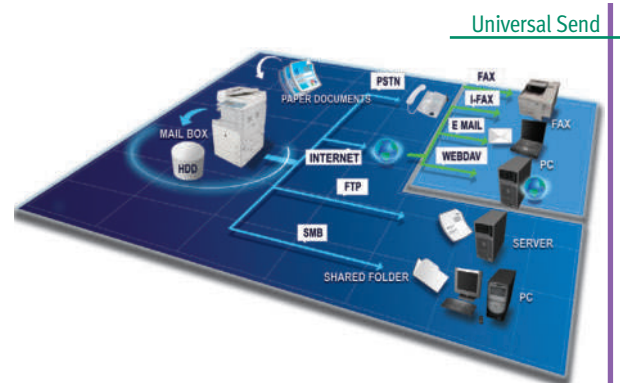 Universal Send
PAPER DOCUMENTS
MAIL BOX
HDD
PSTN
INTERNET
FTP
SMB
FAX
I-FAX
E MAIL
WEBDAV
FAX
PC
SERVER
SHARED FOLDER
PC